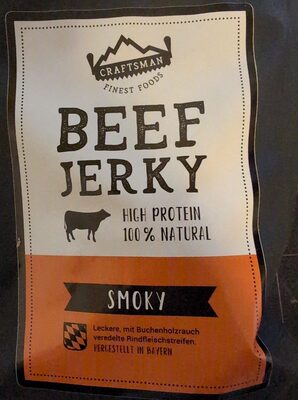 CRAFTSMAN
FINEST FOODS
BEEF
JERKY
HIGH PROTEIN
100 % NATURAL
SMOKY
Leckere, mit Buchenholzrauch
veredelte Rindfleischstreifen.
HERGESTELLT IN BAYERN